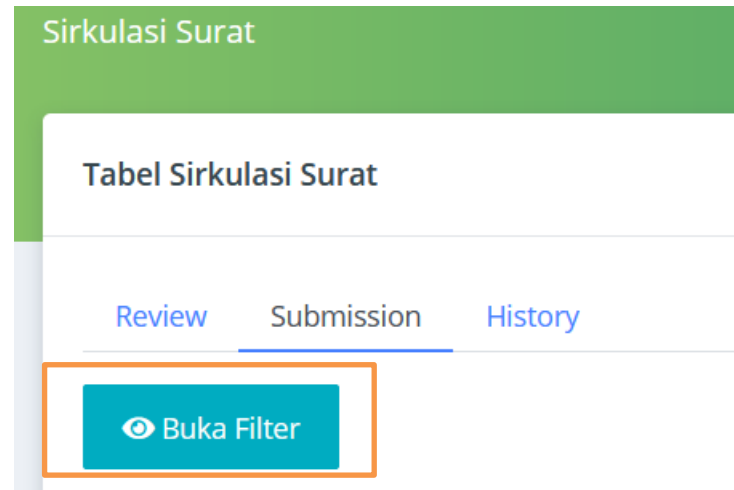 Sirkulasi Surat
Tabel Sirkulasi Surat
Review Submission History
Buka Filter